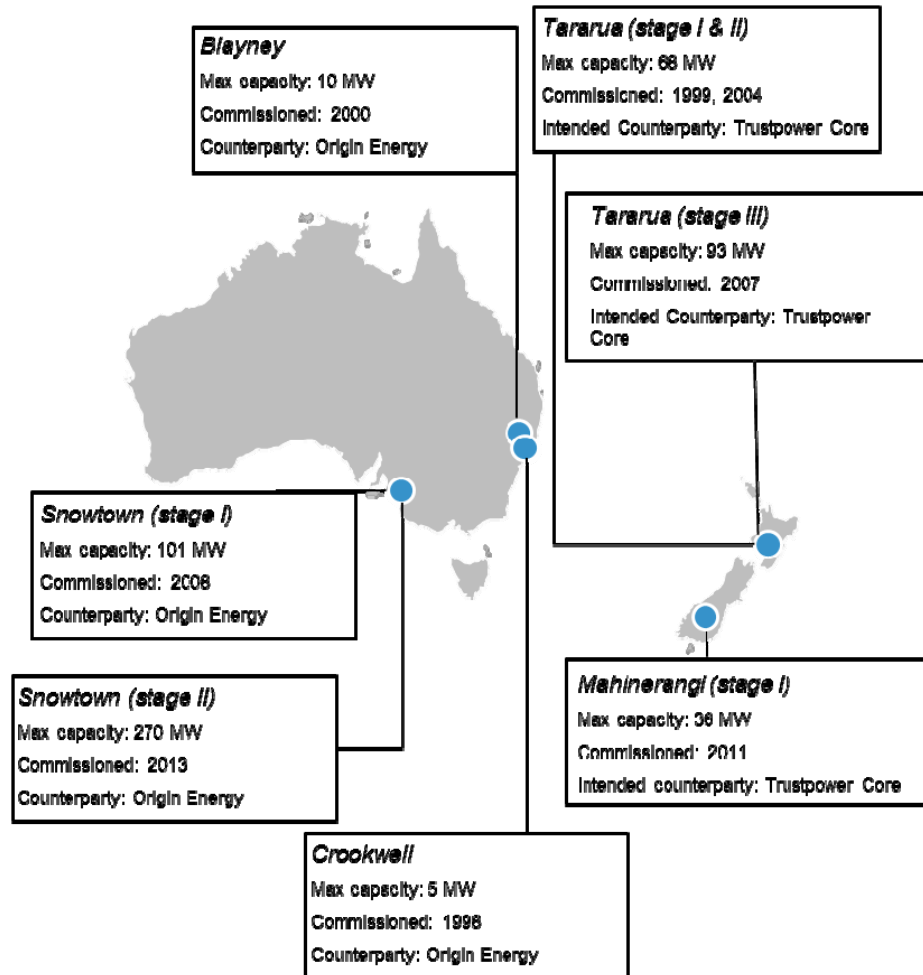 Blayney
Max capacity: 10 MW
Commissioned: 2000
Counterparty: Origin Energy
Tararua (stage I & II)
Max capacity: 68 MW
Commissioned: 1999, 2004
Intended Counterparty: Trustpower Core
Tararua (stage III)
Max capacity: 93 MW
Commissioned. 2007
Intended Counterparty: Trustpower
Core
Snowtown (stage I)
Max capacity: 101 MW
Commissioned: 2008
Counterparty: Origin Energy
Snowtown (stage II)
Max capacity: 270 MW
Commissioned: 2013
Counterparty: Origin Energy
Mahinerangi (stage I)
Max capacity: 36 MW
Commissioned: 2011
Intended counterparty: Trustpower Core
Crookwell
Max capacity: 5 MW
Commissioned: 1998
Counterparty: Origin Energy